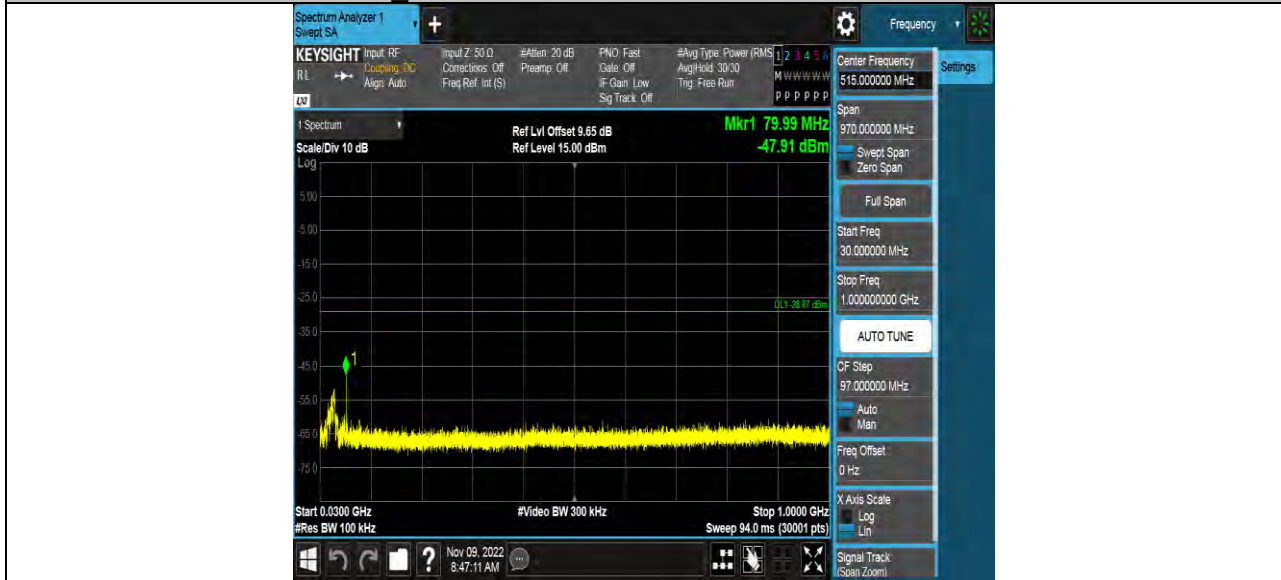 Spectrum Analyzer 1
Swept SA
Frequency
Settings
KEYSIGHT
RL
Input: RF
Coupling: DC
Align: Auto
Input Z: 50 Ω
Corrections: Off
Freq Ref: Int (S)
#Atten: 20 dB
Preamp: Off
PNO: Fast
Gate: Off
IF Gain: Low
Sig Track: Off
#Avg Type: Power (RMS
Avg|Hold: 30/30
Trig: Free Run
1 2 3 4 5 6
M W W W W W
P P P P P P
1 Spectrum
Scale/Div 10 dB
Ref Lvl Offset 9.65 dB
Ref Level 15.00 dBm
Mkr1 79.99 MHz
-47.91 dBm
Log
5.00
-5.00
-15.0
-25.0
-35.0
-45.0
-55.0
-65.0
-75.0
DL1 -28.87 dBm
1
Start 0.0300 GHz
#Res BW 100 kHz
#Video BW 300 kHz
Stop 1.0000 GHz
Sweep 94.0 ms (30001 pts)
Nov 09, 2022
8:47:11 AM
Center Frequency
515.000000 MHz
Span
970.000000 MHz
Swept Span
Zero Span
Full Span
Start Freq
30.000000 MHz
Stop Freq
1.000000000 GHz
AUTO TUNE
CF Step
97.000000 MHz
Auto
Man
Freq Offset
0 Hz
X Axis Scale
Log
Lin
Signal Track
(Span Zoom)